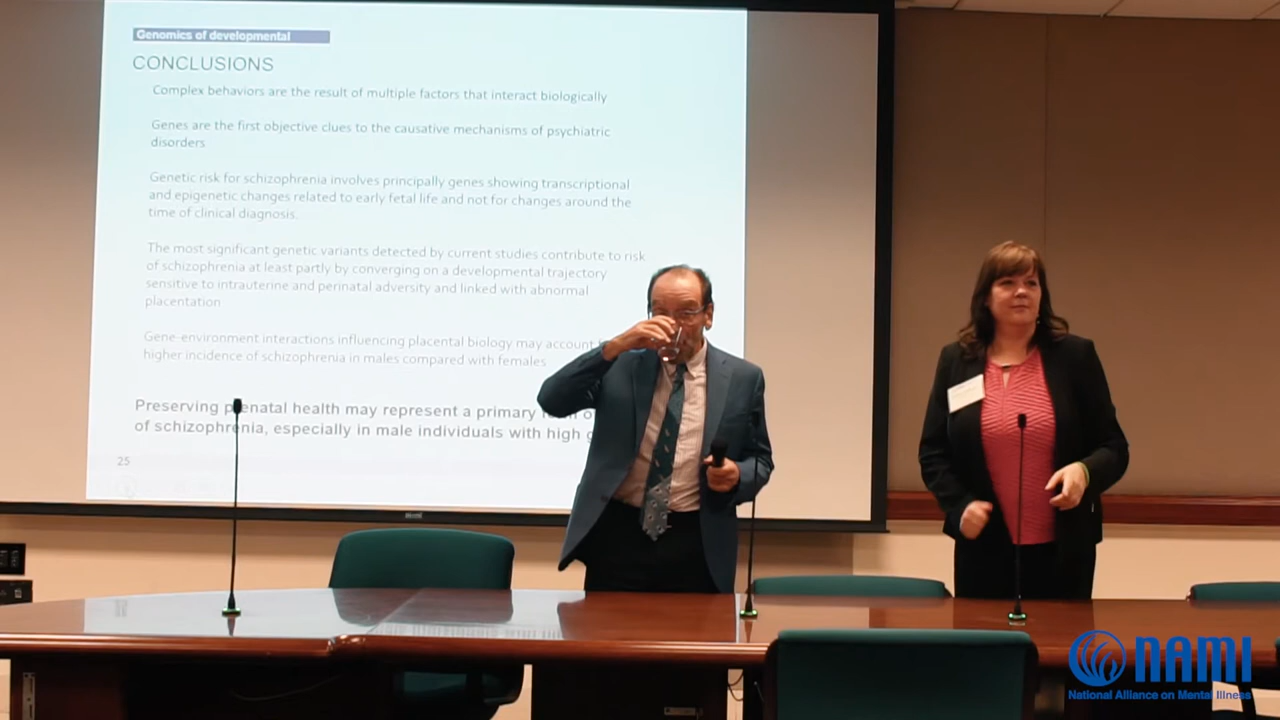 Genomics of developmental
CONCLUSIONS
Complex behaviors are the result of multiple factors that interact biologically
Genes are the first objective clues to the causative mechanisms of psychiatric
disorders
Genetic risk for schizophrenia involves principally genes showing transcriptional
and epigenetic changes related to early fetal life and not for changes around the
time of clinical diagnosis.
The most significant genetic variants detected by current studies contribute to risk
of schizophrenia at least partly by converging on a developmental trajectory
sensitive to intrauterine and perinatal adversity and linked with abnormal
placentation
Gene-environment interactions influencing placental biology may account
higher incidence of schizophrenia in males compared with females
Preserving prenatal health may represent a primary
of schizophrenia, especially in male individuals with high
25
NAMI
National Alliance on Mental Illness